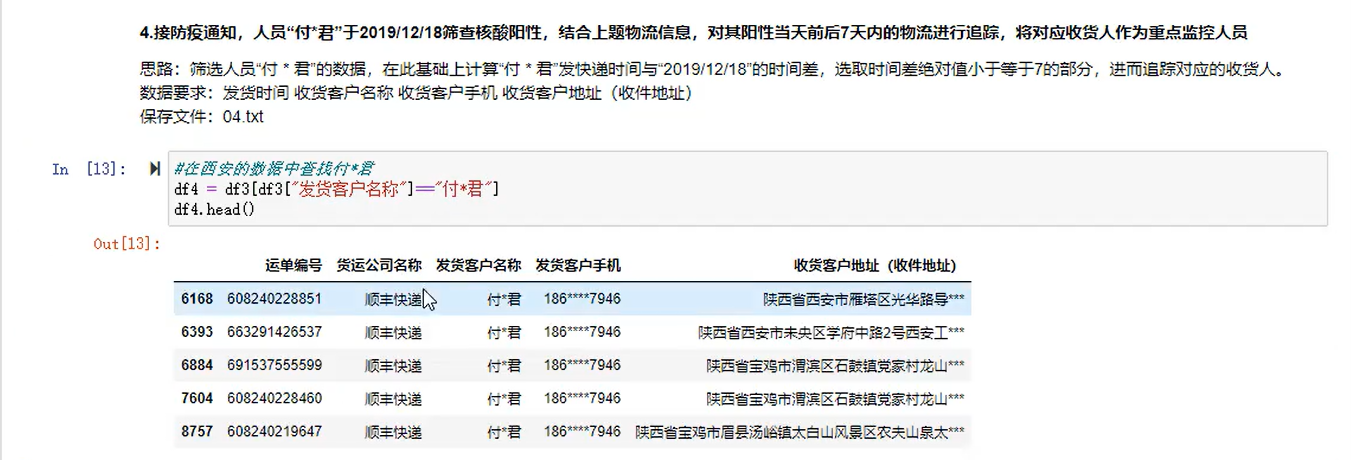 4.接防疫通知，人员“付*君”于2019/12/18筛查核酸阳性，结合上题物流信息，对其阳性当天前后7天内的物流进行追踪，将对应收货人作为重点监控人员
思路：筛选人员“付 * 君”的数据，在此基础上计算“付 * 君”发快递时间与“2019/12/18”的时间差，选取时间差绝对值小于等于7的部分，进而追踪对应的收货人。
数据要求：发货时间 收货客户名称 收货客户手机 收货客户地址（收件地址）
保存文件：04.txt
In [13]:
#在西安的数据中查找付*君
df4 = df3[df3["发货客户名称"]=="付*君"]
df4.head()
Out[13]:
运单编号 货运公司名称 发货客户名称 发货客户手机 收货客户地址（收件地址）
6168 608240228851 顺丰快递 付*君 186****7946 陕西省西安市雁塔区光华路导***
6393 663291426537 顺丰快递 付*君 186****7946 陕西省西安市未央区学府中路2号西安工***
6884 691537555599 顺丰快递 付*君 186****7946 陕西省宝鸡市渭滨区石鼓镇党家村龙山***
7604 608240228460 顺丰快递 付*君 186****7946 陕西省宝鸡市渭滨区石鼓镇党家村龙山***
8757 608240219647 顺丰快递 付*君 186****7946 陕西省宝鸡市眉县汤峪镇太白山风景区农夫山泉太***